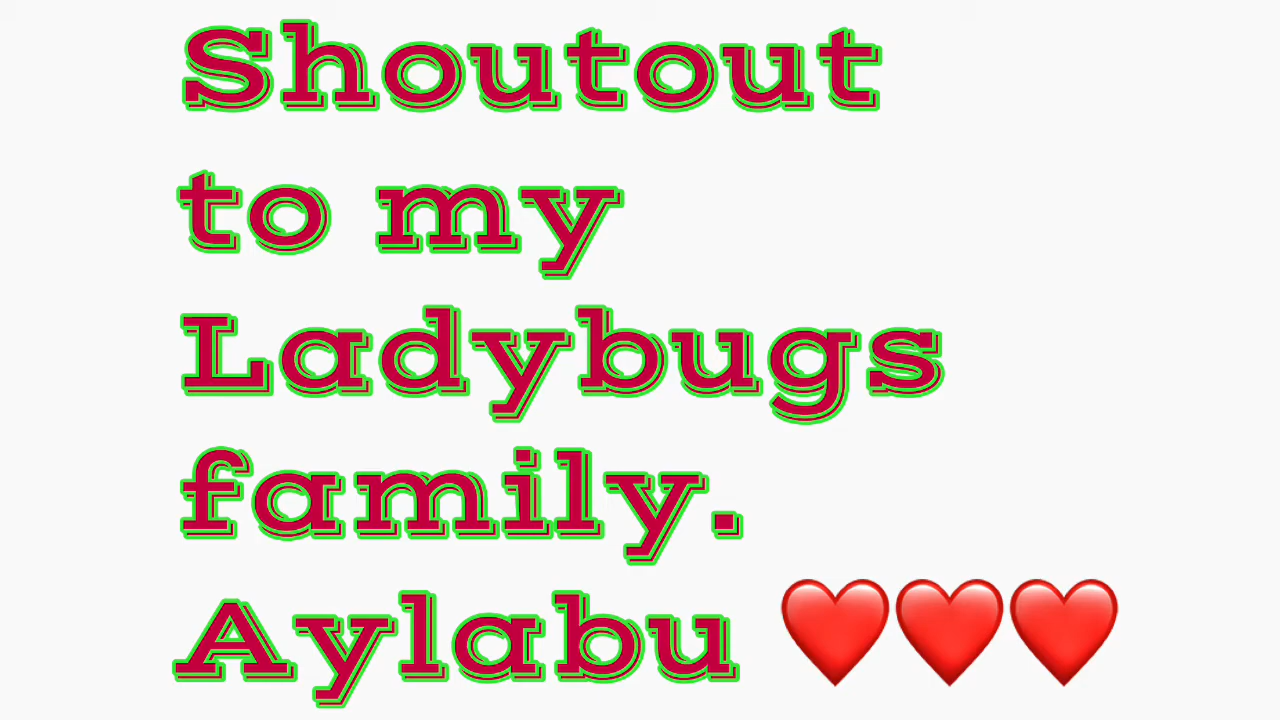 Shoutout
to my
Ladybugs
family.
Aylabu ❤️❤️❤️